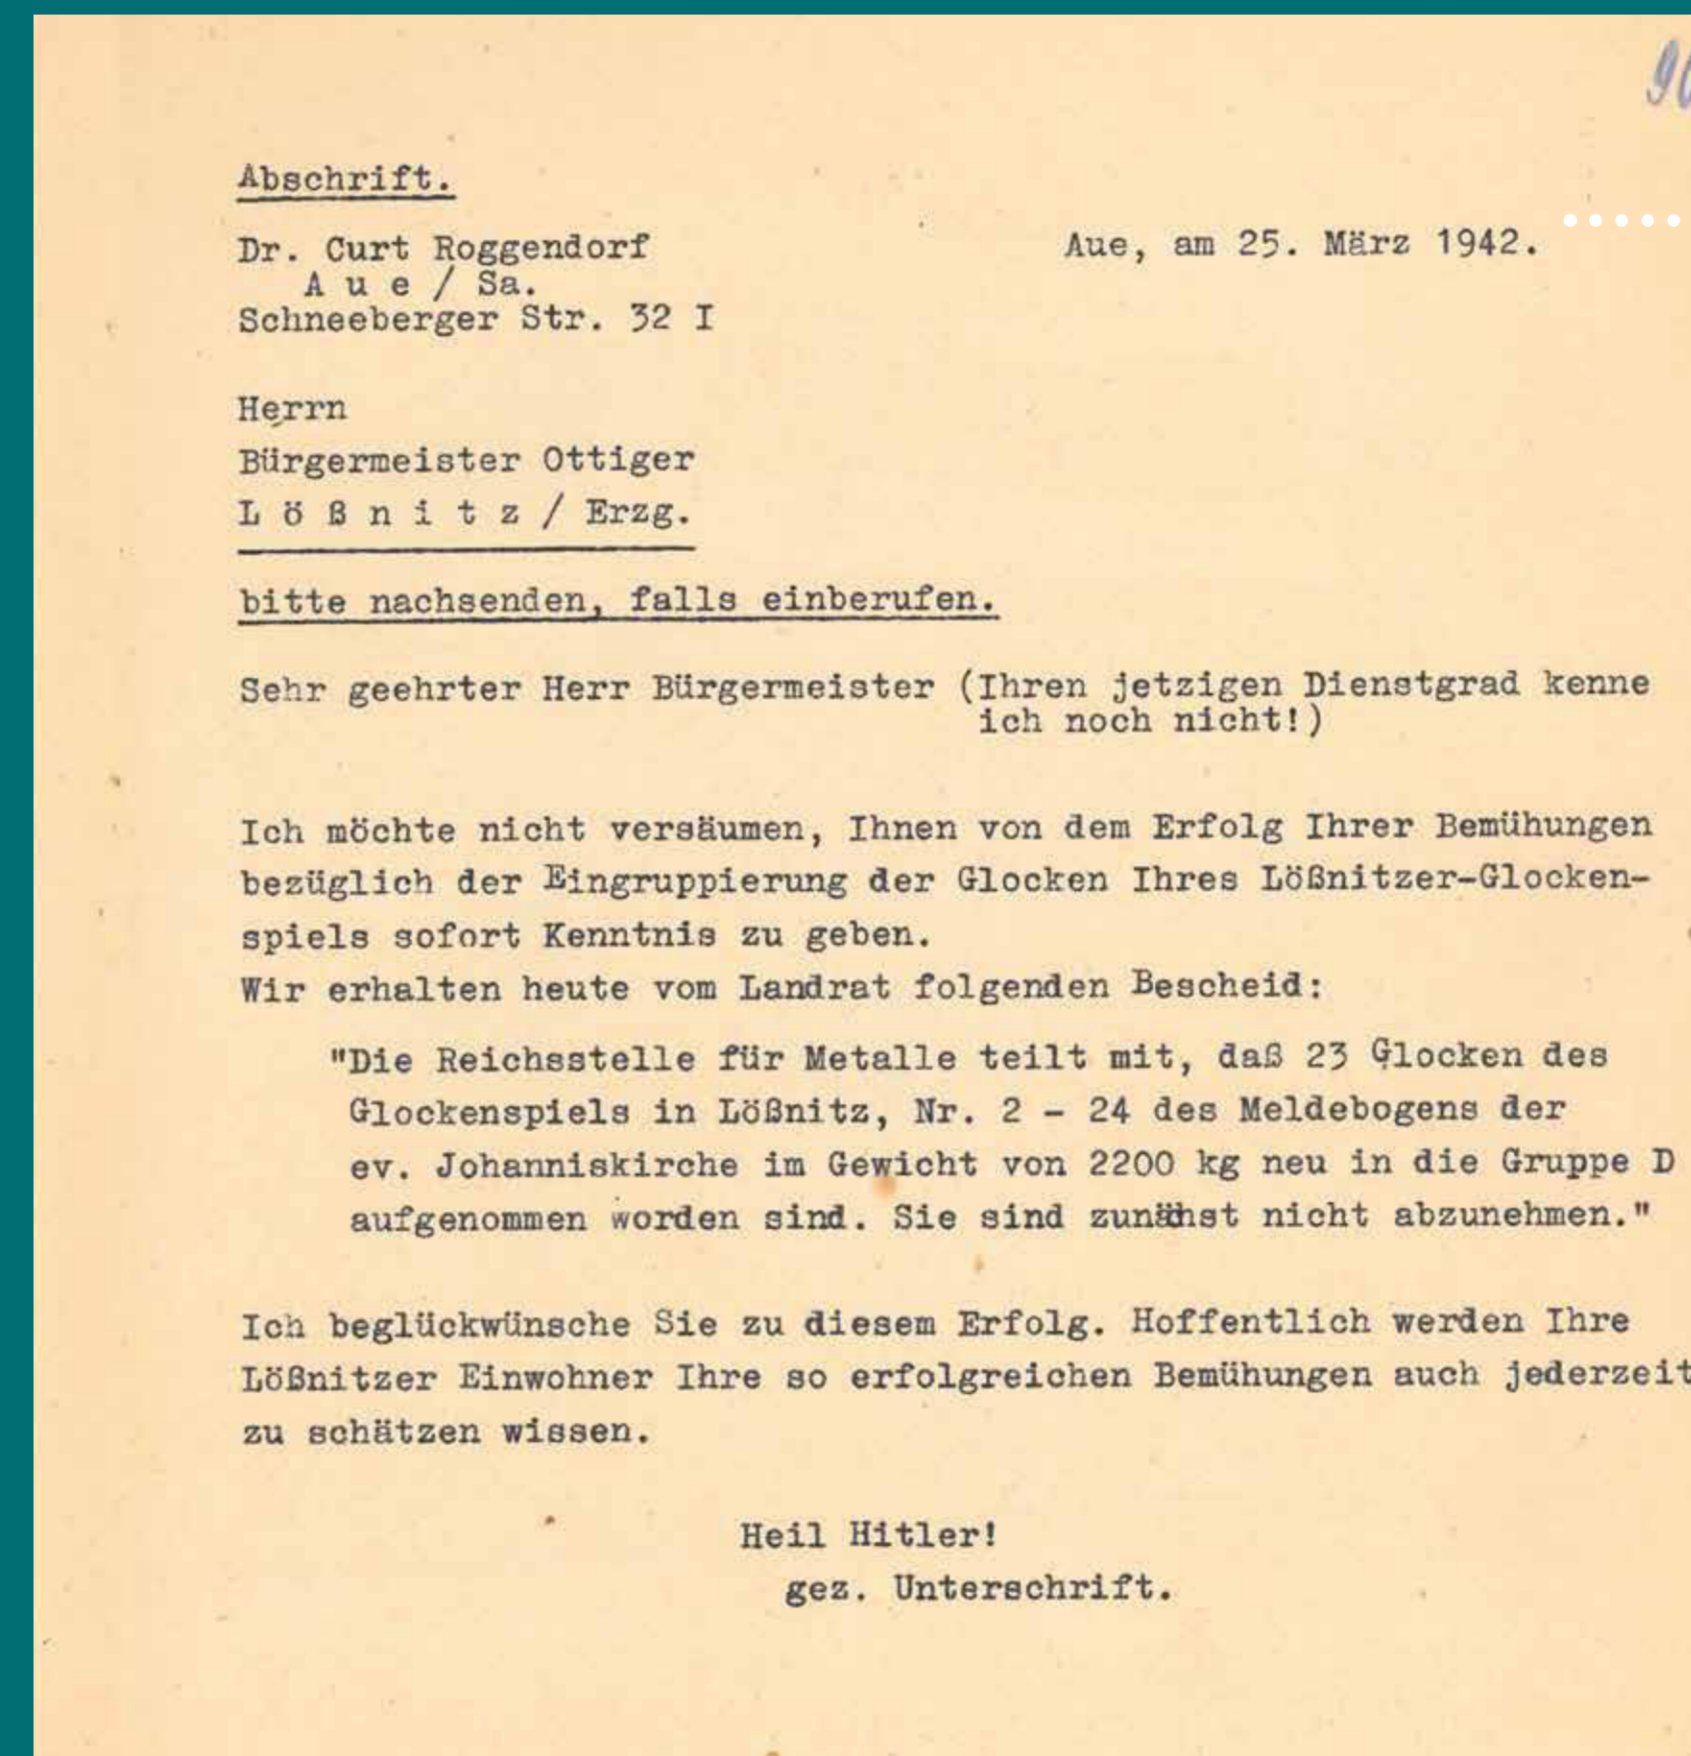 Abschrift.
Dr. Curt Roggendorf
Aue, am 25. März 1942.
A u e / Sa.
Schneeberger Str. 32 I
Herrn
Bürgermeister Ottiger
L ö ß n i t z / Erzg.
bitte nachsenden, falls einberufen.
Sehr geehrter Herr Bürgermeister (Ihren jetzigen Dienstgrad kenne
ich noch nicht!)
Ich möchte nicht versäumen, Ihnen von dem Erfolg Ihrer Bemühungen
bezüglich der Eingruppierung der Glocken Ihres Lößnitzer-Glocken-
spiels sofort Kenntnis zu geben.
Wir erhalten heute vom Landrat folgenden Bescheid:
"Die Reichsstelle für Metalle teilt mit, daß 23 Glocken des
Glockenspiels in Lößnitz, Nr. 2 - 24 des Meldebogens der
ev. Johanniskirche im Gewicht von 2200 kg neu in die Gruppe D
aufgenommen worden sind. Sie sind zunähst nicht abzunehmen."
Ich beglückwünsche Sie zu diesem Erfolg. Hoffentlich werden Ihre
Lößnitzer Einwohner Ihre so erfolgreichen Bemühungen auch jederzeit
zu schätzen wissen.
Heil Hitler!
gez. Unterschrift.